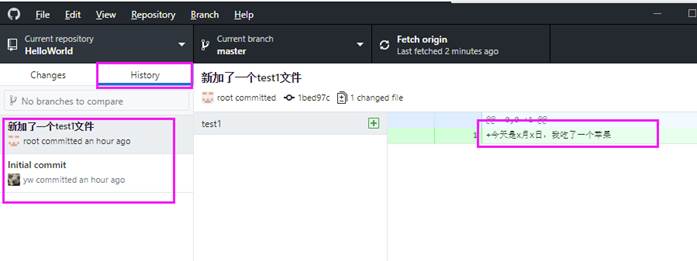 File Edit View Repository Branch Help
Current repository
HelloWorld
Current branch
master
Fetch origin
Last fetched 2 minutes ago
Changes
History
No branches to compare
新加了一个test1文件
root committed an hour ago
Initial commit
yw committed an hour ago
新加了一个test1文件
root committed 1bed97c 1 changed file
test1
@@ -0,0 +1 @@
1 +今天是x月x日，我吃了一个苹果